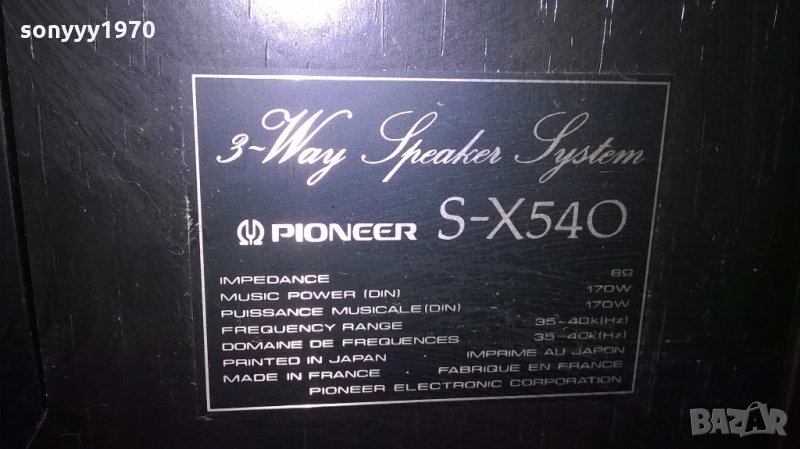 sonyyy1970
3-Way Speaker System
PIONEER S-X540
IMPEDANCE 8Ω
MUSIC POWER (DIN) 170W
PUISSANCE MUSICALE (DIN) 170W
FREQUENCY RANGE 35~40k(Hz)
DOMAINE DE FREQUENCES 35~40k(Hz)
PRINTED IN JAPAN IMPRIME AU JAPON
MADE IN FRANCE FABRIQUE EN FRANCE
PIONEER ELECTRONIC CORPORATION
BAZAR